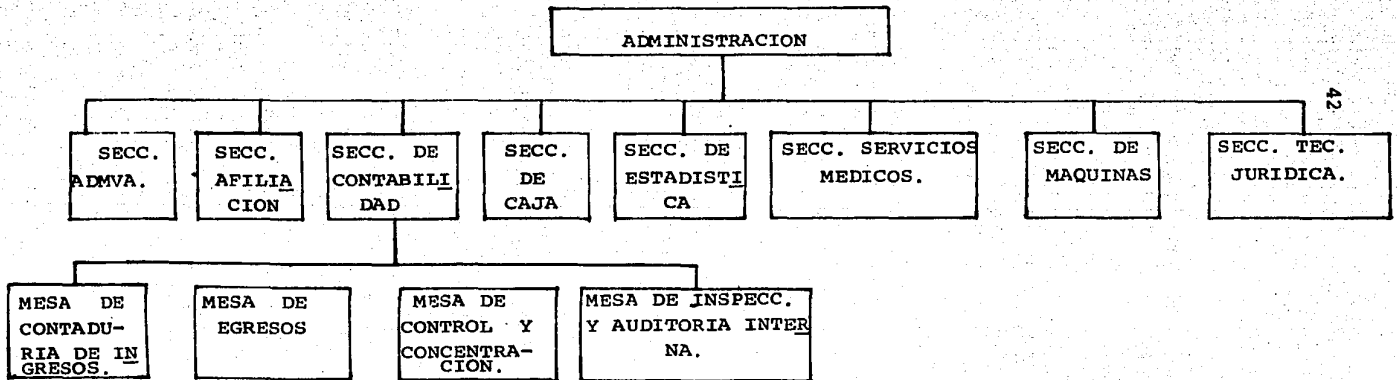 ADMINISTRACION
42
SECC.
ADMVA.
SECC.
AFILIA
CION
SECC. DE
CONTABILI
DAD
SECC.
DE
CAJA
SECC. DE
ESTADISTI
CA
SECC. SERVICIOS
MEDICOS.
SECC. DE
MAQUINAS
SECC. TEC.
JURIDICA.
MESA DE
CONTADU-
RIA DE IN
GRESOS.
MESA DE
EGRESOS
MESA DE
CONTROL Y
CONCENTRA-
CION.
MESA DE INSPECC.
Y AUDITORIA INTER
NA.